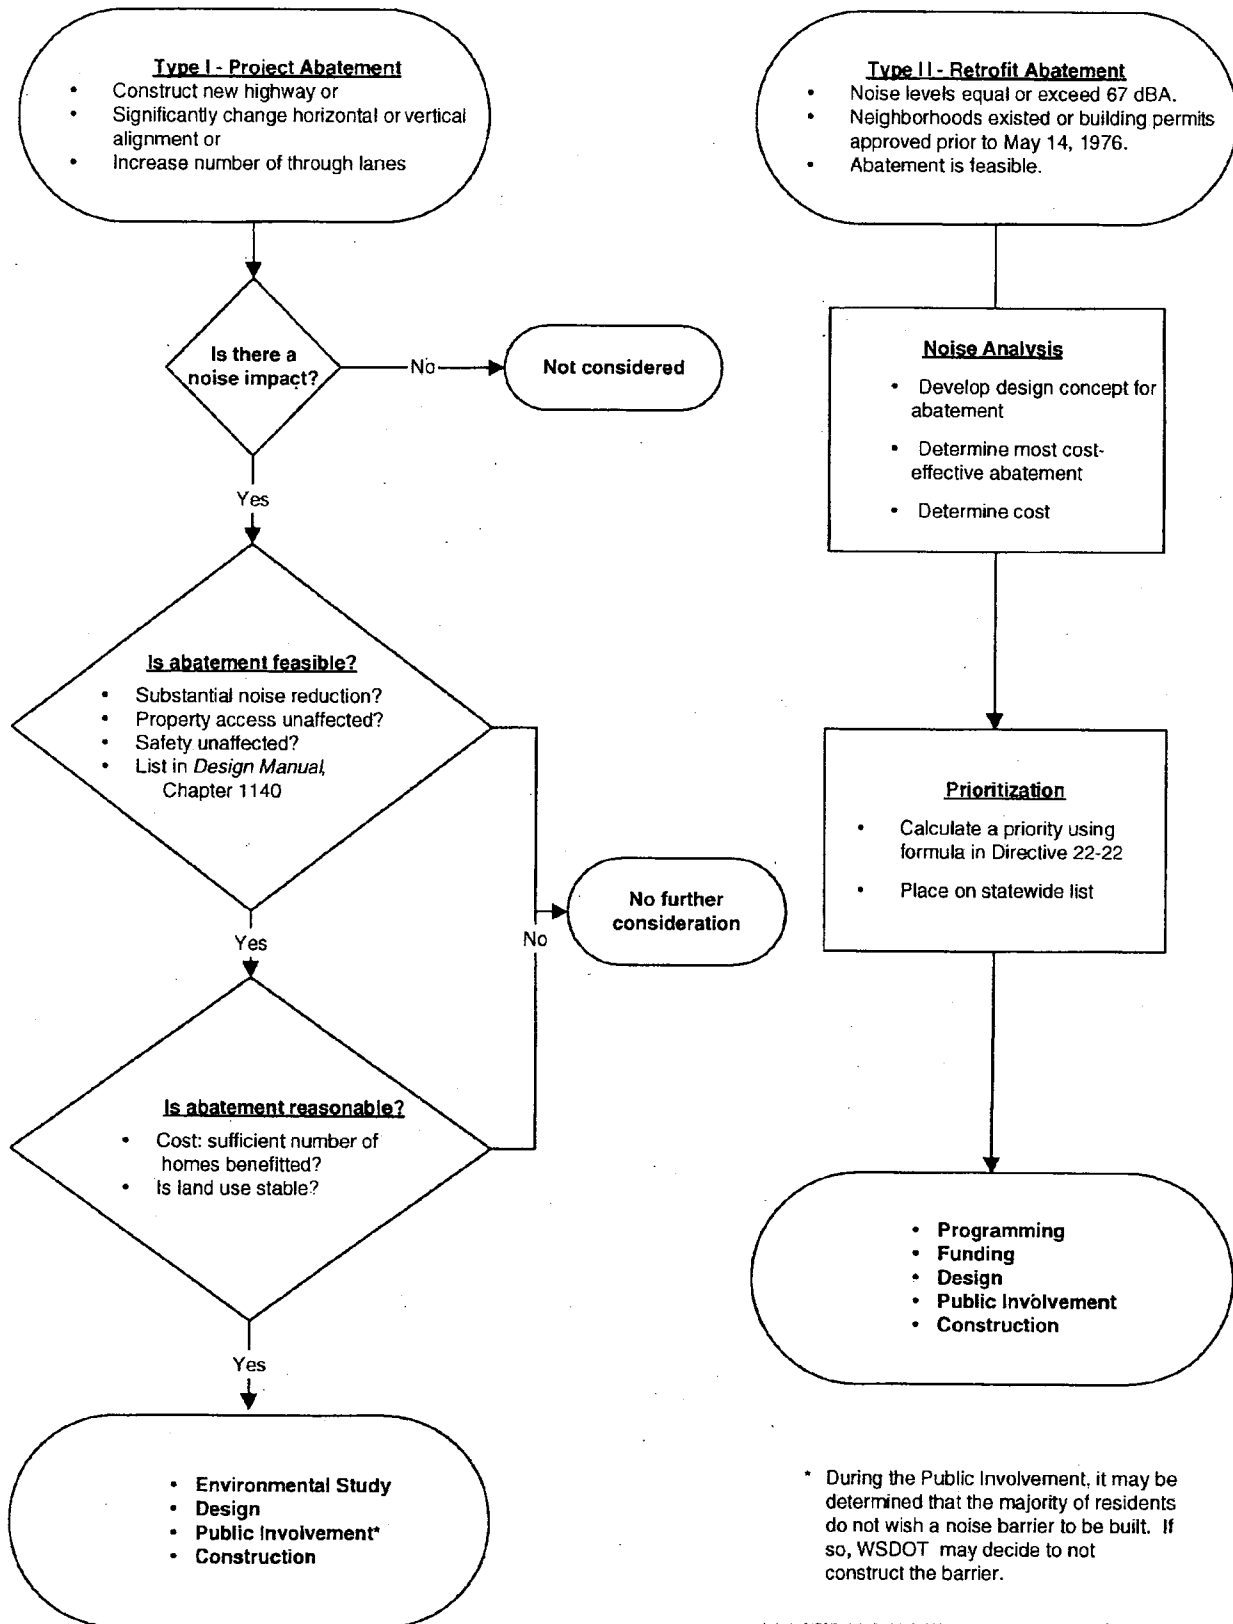 Type I - Project Abatement
• Construct new highway or
• Significantly change horizontal or vertical
alignment or
• Increase number of through lanes
Is there a
noise impact?
No
Not considered
Yes
Is abatement feasible?
• Substantial noise reduction?
• Property access unaffected?
• Safety unaffected?
• List in Design Manual,
Chapter 1140
No
No further
consideration
Yes
Is abatement reasonable?
• Cost: sufficient number of
homes benefitted?
• Is land use stable?
Yes
• Environmental Study
• Design
• Public Involvement*
• Construction
Type II - Retrofit Abatement
• Noise levels equal or exceed 67 dBA.
• Neighborhoods existed or building permits
approved prior to May 14, 1976.
• Abatement is feasible.
Noise Analysis
• Develop design concept for
abatement
• Determine most cost-
effective abatement
• Determine cost
Prioritization
• Calculate a priority using
formula in Directive 22-22
• Place on statewide list
• Programming
• Funding
• Design
• Public Involvement
• Construction
* During the Public Involvement, it may be
determined that the majority of residents
do not wish a noise barrier to be built. If
so, WSDOT may decide to not
construct the barrier.